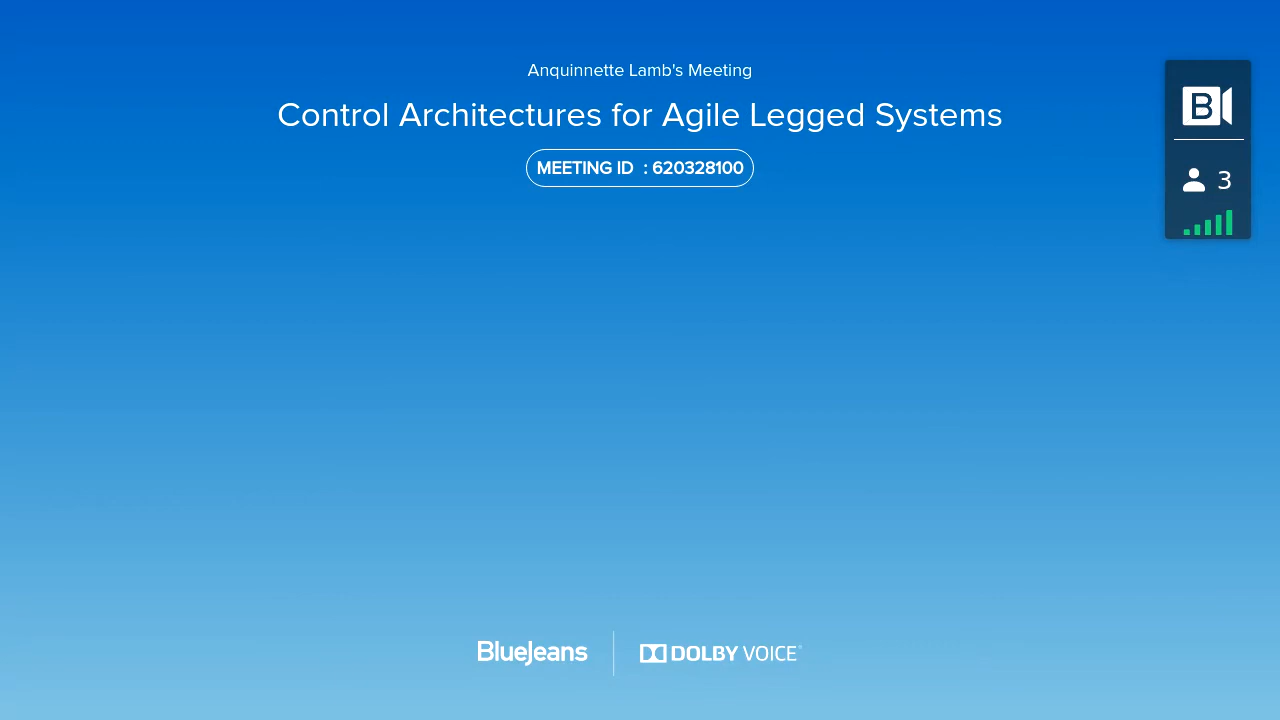 Anquinnette Lamb's Meeting
Control Architectures for Agile Legged Systems
MEETING ID : 620328100
B
3
BlueJeans
DOLBY VOICE